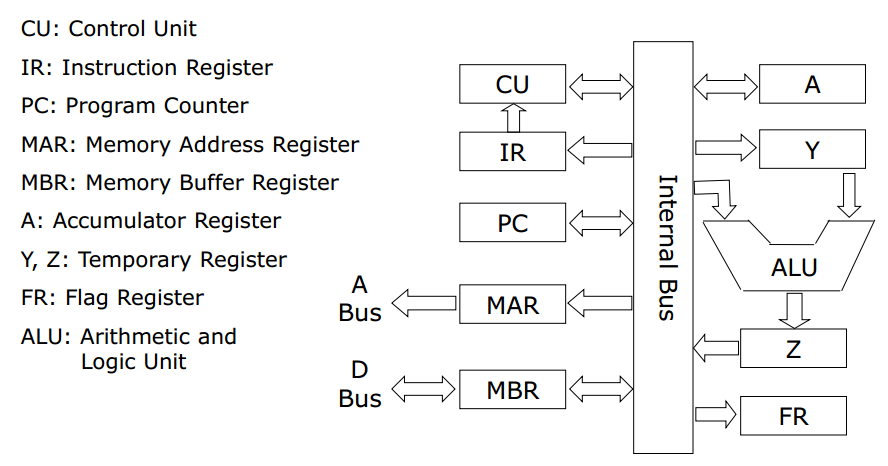 CU: Control Unit
IR: Instruction Register
PC: Program Counter
MAR: Memory Address Register
MBR: Memory Buffer Register
A: Accumulator Register
Y, Z: Temporary Register
FR: Flag Register
ALU: Arithmetic and
Logic Unit
CU
IR
PC
A
Bus
MAR
D
Bus
MBR
Internal Bus
A
Y
ALU
Z
FR